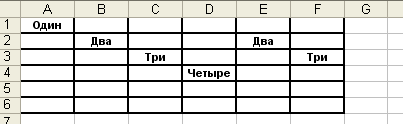 A B C D E F G
1 Один
2 Два Два
3 Три Три
4 Четыре
5
6
7